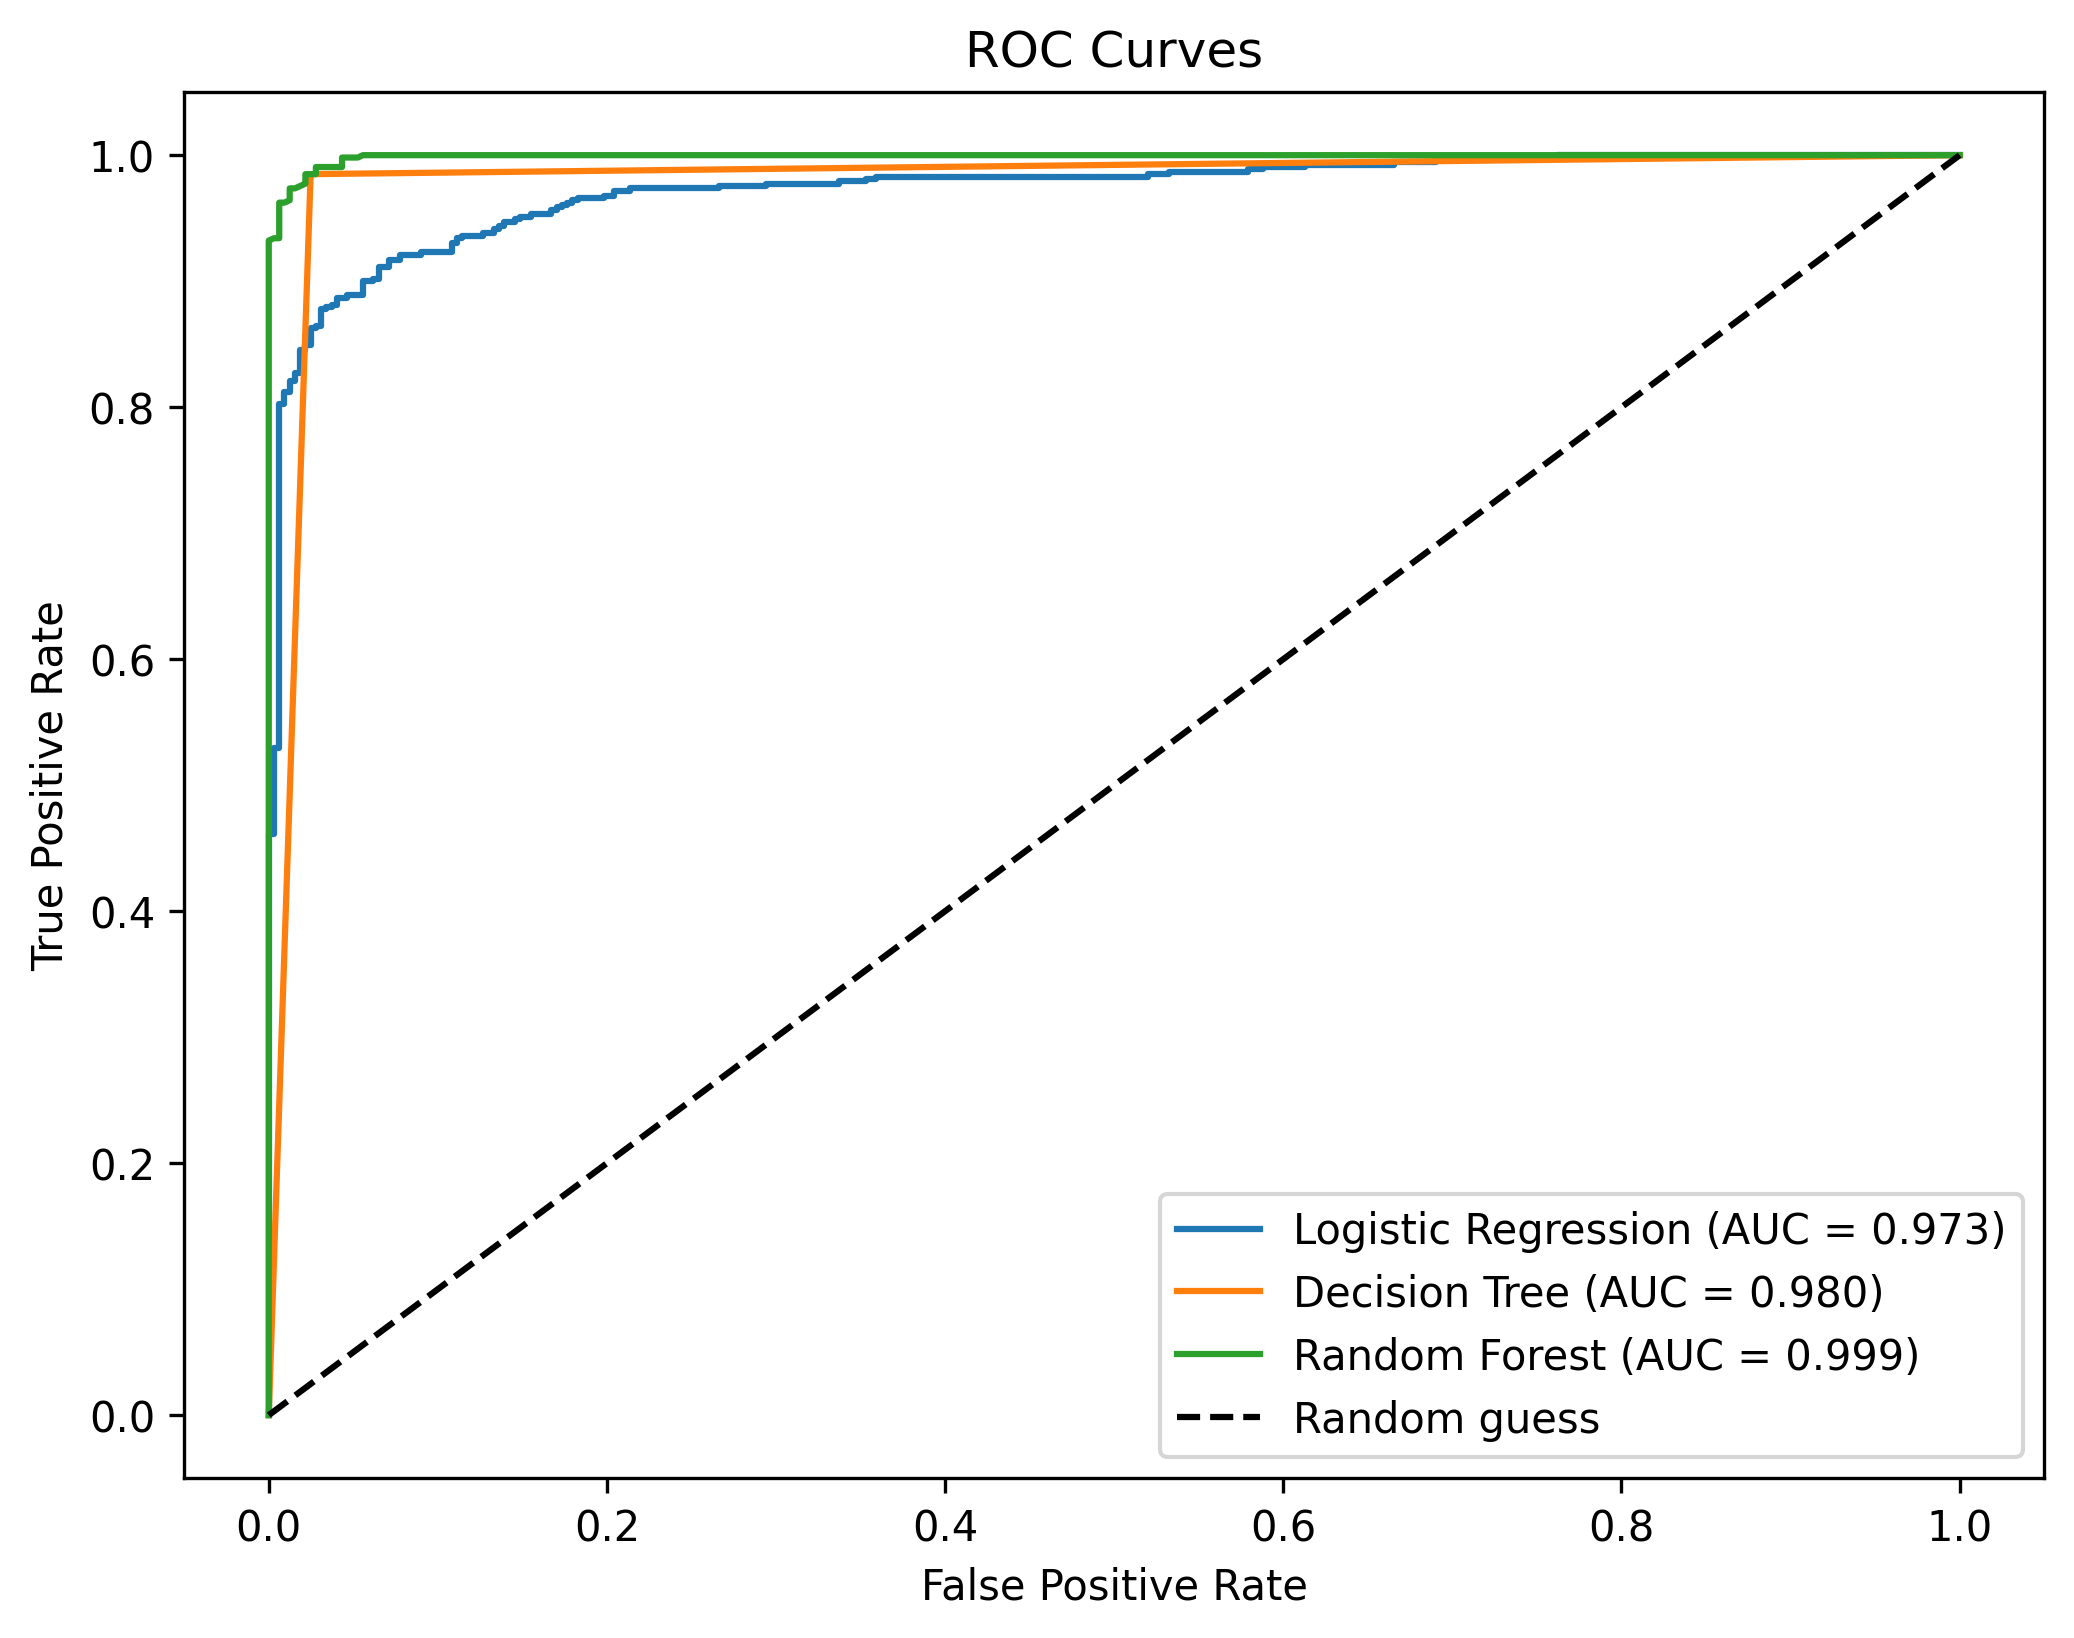 ROC Curves
1.0
0.8
0.6
0.4
0.2
0.0
True Positive Rate
Logistic Regression (AUC = 0.973)
Decision Tree (AUC = 0.980)
Random Forest (AUC = 0.999)
Random guess
0.0 0.2 0.4 0.6 0.8 1.0
False Positive Rate